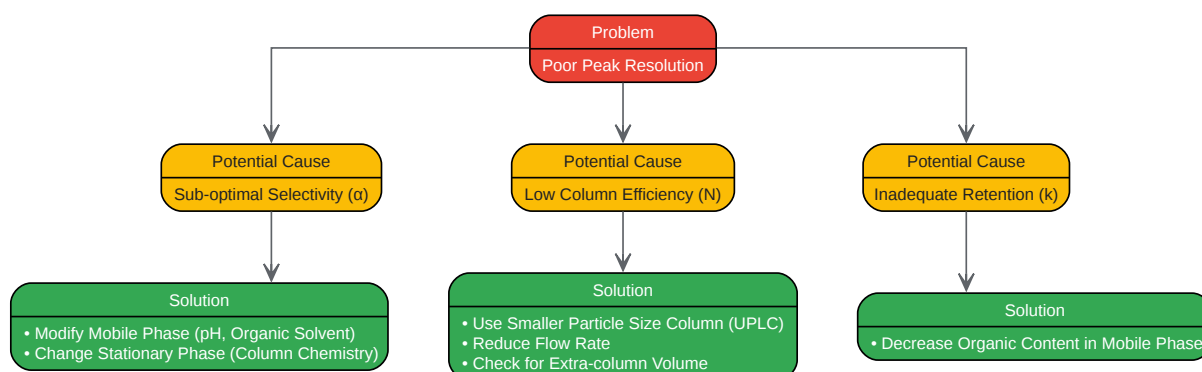 Problem
Poor Peak Resolution
Potential Cause
Sub-optimal Selectivity (α)
Potential Cause
Low Column Efficiency (N)
Potential Cause
Inadequate Retention (k)
Solution
• Modify Mobile Phase (pH, Organic Solvent)
• Change Stationary Phase (Column Chemistry)
Solution
• Use Smaller Particle Size Column (UPLC)
• Reduce Flow Rate
• Check for Extra-column Volume
Solution
• Decrease Organic Content in Mobile Phase